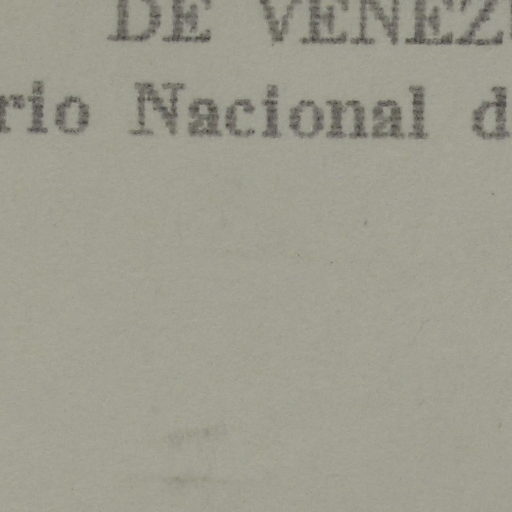 DE VENEZ
rio Nacional d